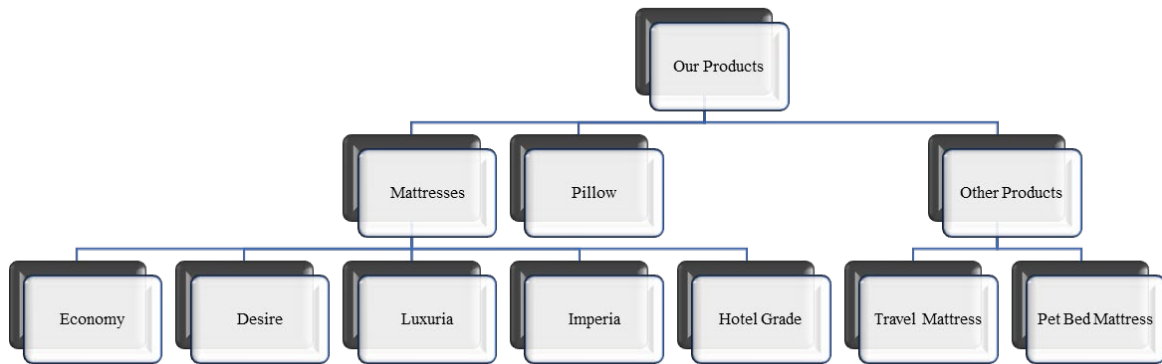 Our Products
Mattresses
Pillow
Other Products
Economy
Desire
Luxuria
Imperia
Hotel Grade
Travel Mattress
Pet Bed Mattress